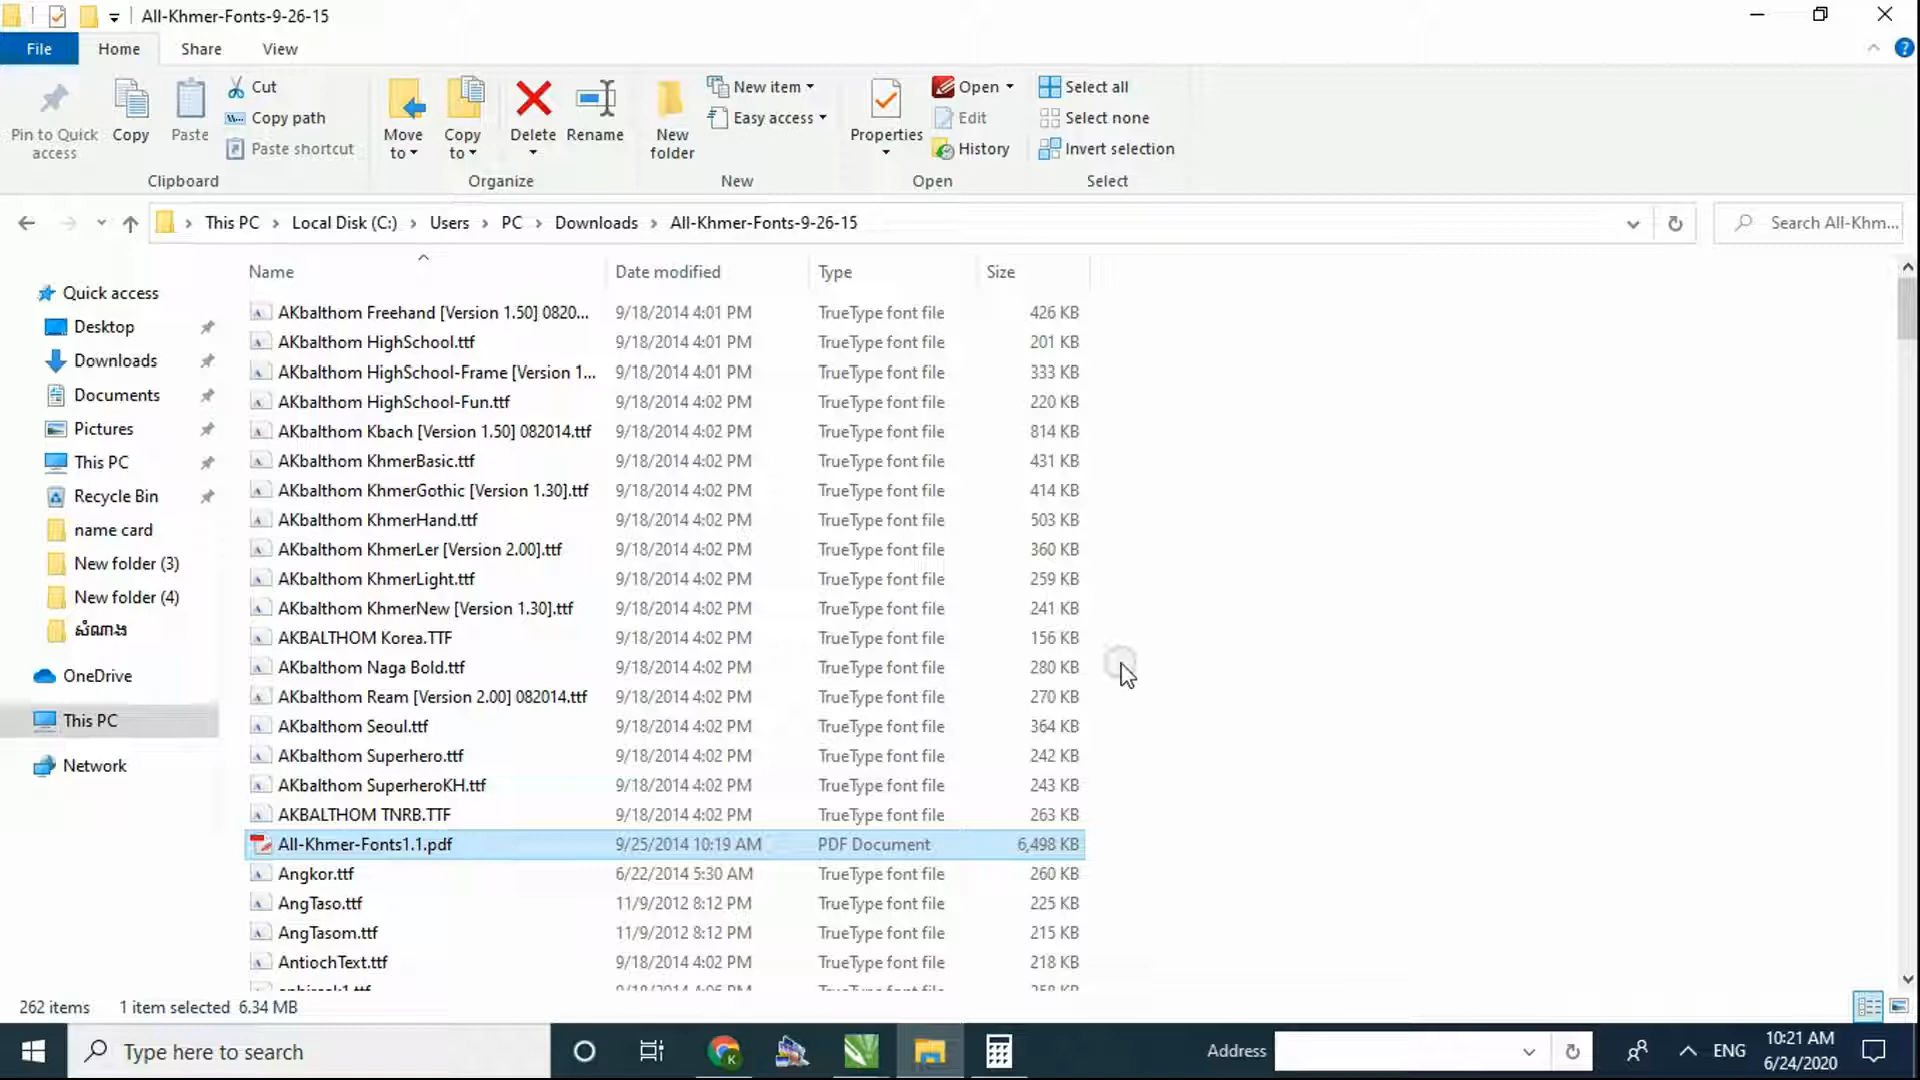 All-Khmer-Fonts-9-26-15
File Home Share View
Pin to Quick access
Copy
Paste
Cut
Copy path
Paste shortcut
Clipboard
Move to
Copy to
Delete
Rename
Organize
New folder
New item
Easy access
New
Properties
Open
Edit
History
Open
Select all
Select none
Invert selection
Select
This PC > Local Disk (C:) > Users > PC > Downloads > All-Khmer-Fonts-9-26-15
Search All-Khm...
Quick access
Desktop
Downloads
Documents
Pictures
This PC
Recycle Bin
name card
New folder (3)
New folder (4)
សំណាង
OneDrive
This PC
Network
Name Date modified Type Size
AKbalthom Freehand [Version 1.50] 0820... 9/18/2014 4:01 PM TrueType font file 426 KB
AKbalthom HighSchool.ttf 9/18/2014 4:01 PM TrueType font file 201 KB
AKbalthom HighSchool-Frame [Version 1... 9/18/2014 4:01 PM TrueType font file 333 KB
AKbalthom HighSchool-Fun.ttf 9/18/2014 4:02 PM TrueType font file 220 KB
AKbalthom Kbach [Version 1.50] 082014.ttf 9/18/2014 4:02 PM TrueType font file 814 KB
AKbalthom KhmerBasic.ttf 9/18/2014 4:02 PM TrueType font file 431 KB
AKbalthom KhmerGothic [Version 1.30].ttf 9/18/2014 4:02 PM TrueType font file 414 KB
AKbalthom KhmerHand.ttf 9/18/2014 4:02 PM TrueType font file 503 KB
AKbalthom KhmerLer [Version 2.00].ttf 9/18/2014 4:02 PM TrueType font file 360 KB
AKbalthom KhmerLight.ttf 9/18/2014 4:02 PM TrueType font file 259 KB
AKbalthom KhmerNew [Version 1.30].ttf 9/18/2014 4:02 PM TrueType font file 241 KB
AKBALTHOM Korea.TTF 9/18/2014 4:02 PM TrueType font file 156 KB
AKbalthom Naga Bold.ttf 9/18/2014 4:02 PM TrueType font file 280 KB
AKbalthom Ream [Version 2.00] 082014.ttf 9/18/2014 4:02 PM TrueType font file 270 KB
AKbalthom Seoul.ttf 9/18/2014 4:02 PM TrueType font file 364 KB
AKbalthom Superhero.ttf 9/18/2014 4:02 PM TrueType font file 242 KB
AKbalthom SuperheroKH.ttf 9/18/2014 4:02 PM TrueType font file 243 KB
AKBALTHOM TNRB.TTF 9/18/2014 4:02 PM TrueType font file 263 KB
All-Khmer-Fonts1.1.pdf 9/25/2014 10:19 AM PDF Document 6,498 KB
Angkor.ttf 6/22/2014 5:30 AM TrueType font file 260 KB
AngTaso.ttf 11/9/2012 8:12 PM TrueType font file 225 KB
AngTasom.ttf 11/9/2012 8:12 PM TrueType font file 215 KB
AntiochText.ttf 9/18/2014 4:02 PM TrueType font file 218 KB
262 items 1 item selected 6.34 MB
Type here to search
Address
ENG
10:21 AM
6/24/2020